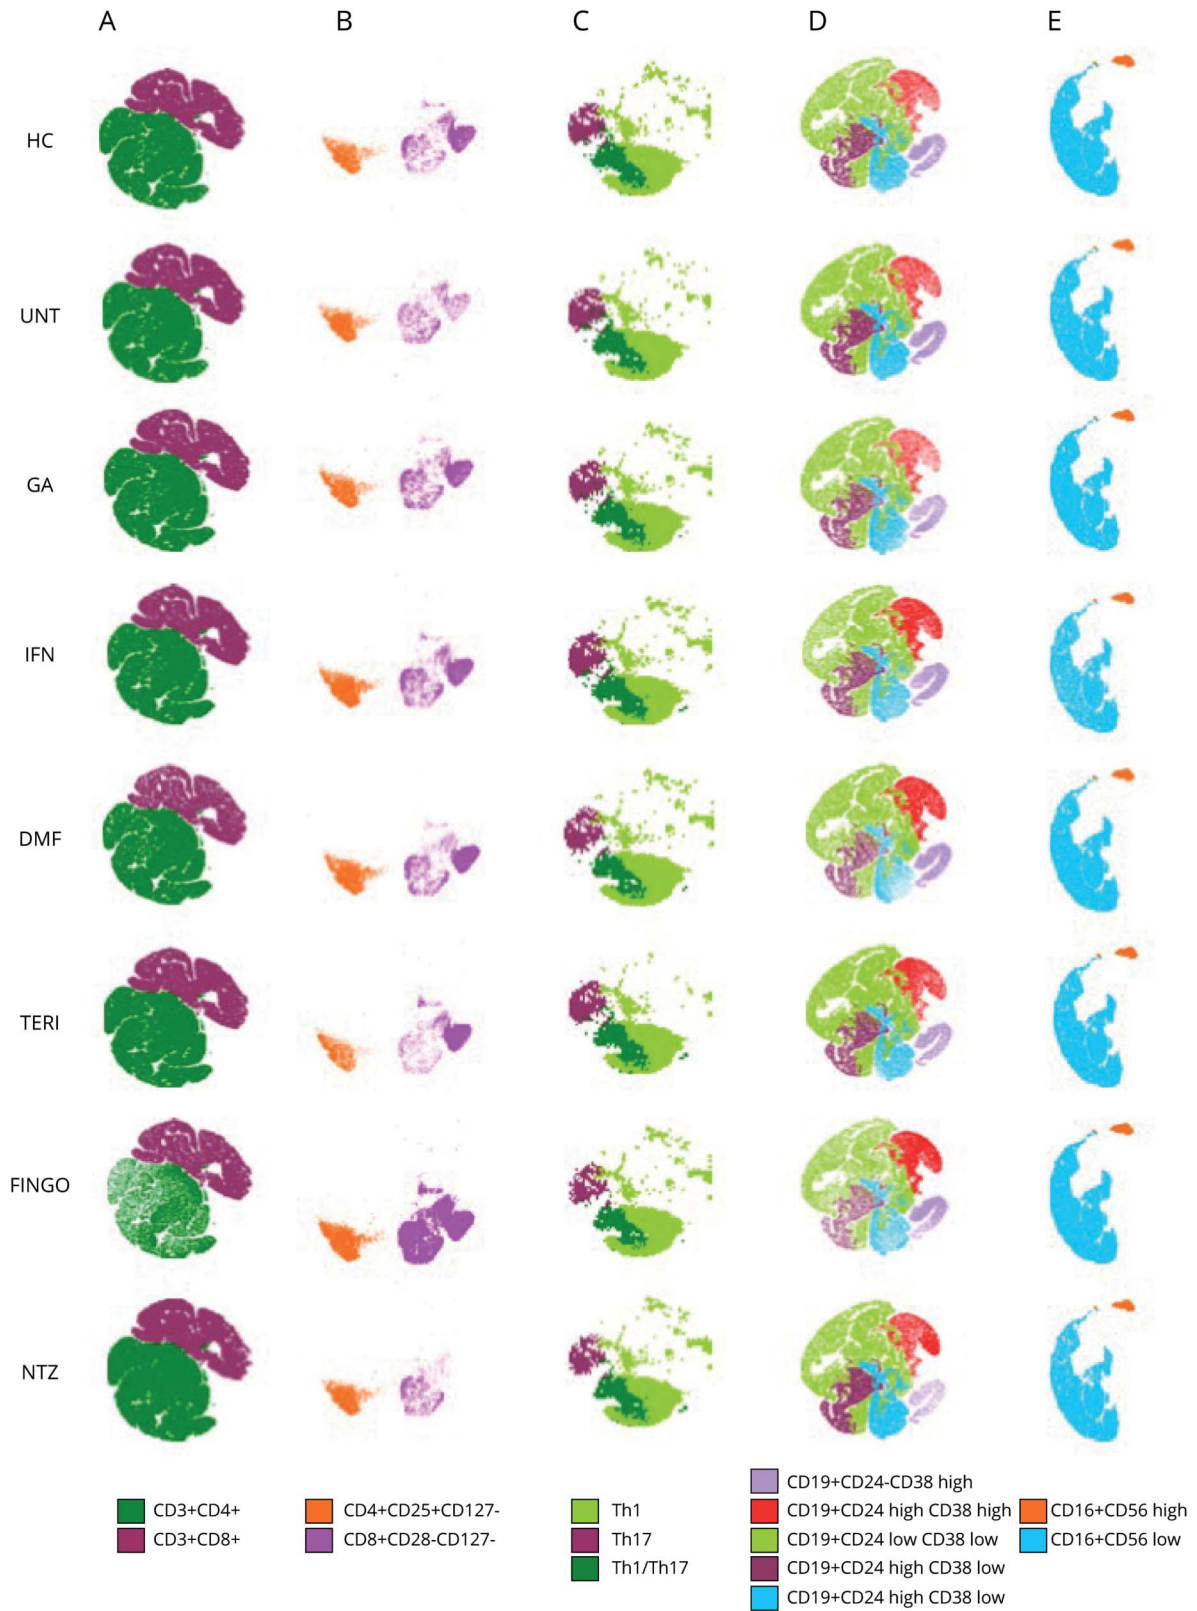 A B C D E
HC
UNT
GA
IFN
DMF
TERI
FINGO
NTZ
CD19+CD24-CD38 high
CD3+CD4+ CD4+CD25+CD127- Th1 CD19+CD24 high CD38 high CD16+CD56 high
CD3+CD8+ CD8+CD28-CD127- Th17 CD19+CD24 low CD38 low CD16+CD56 low
Th1/Th17 CD19+CD24 high CD38 low
CD19+CD24 high CD38 low